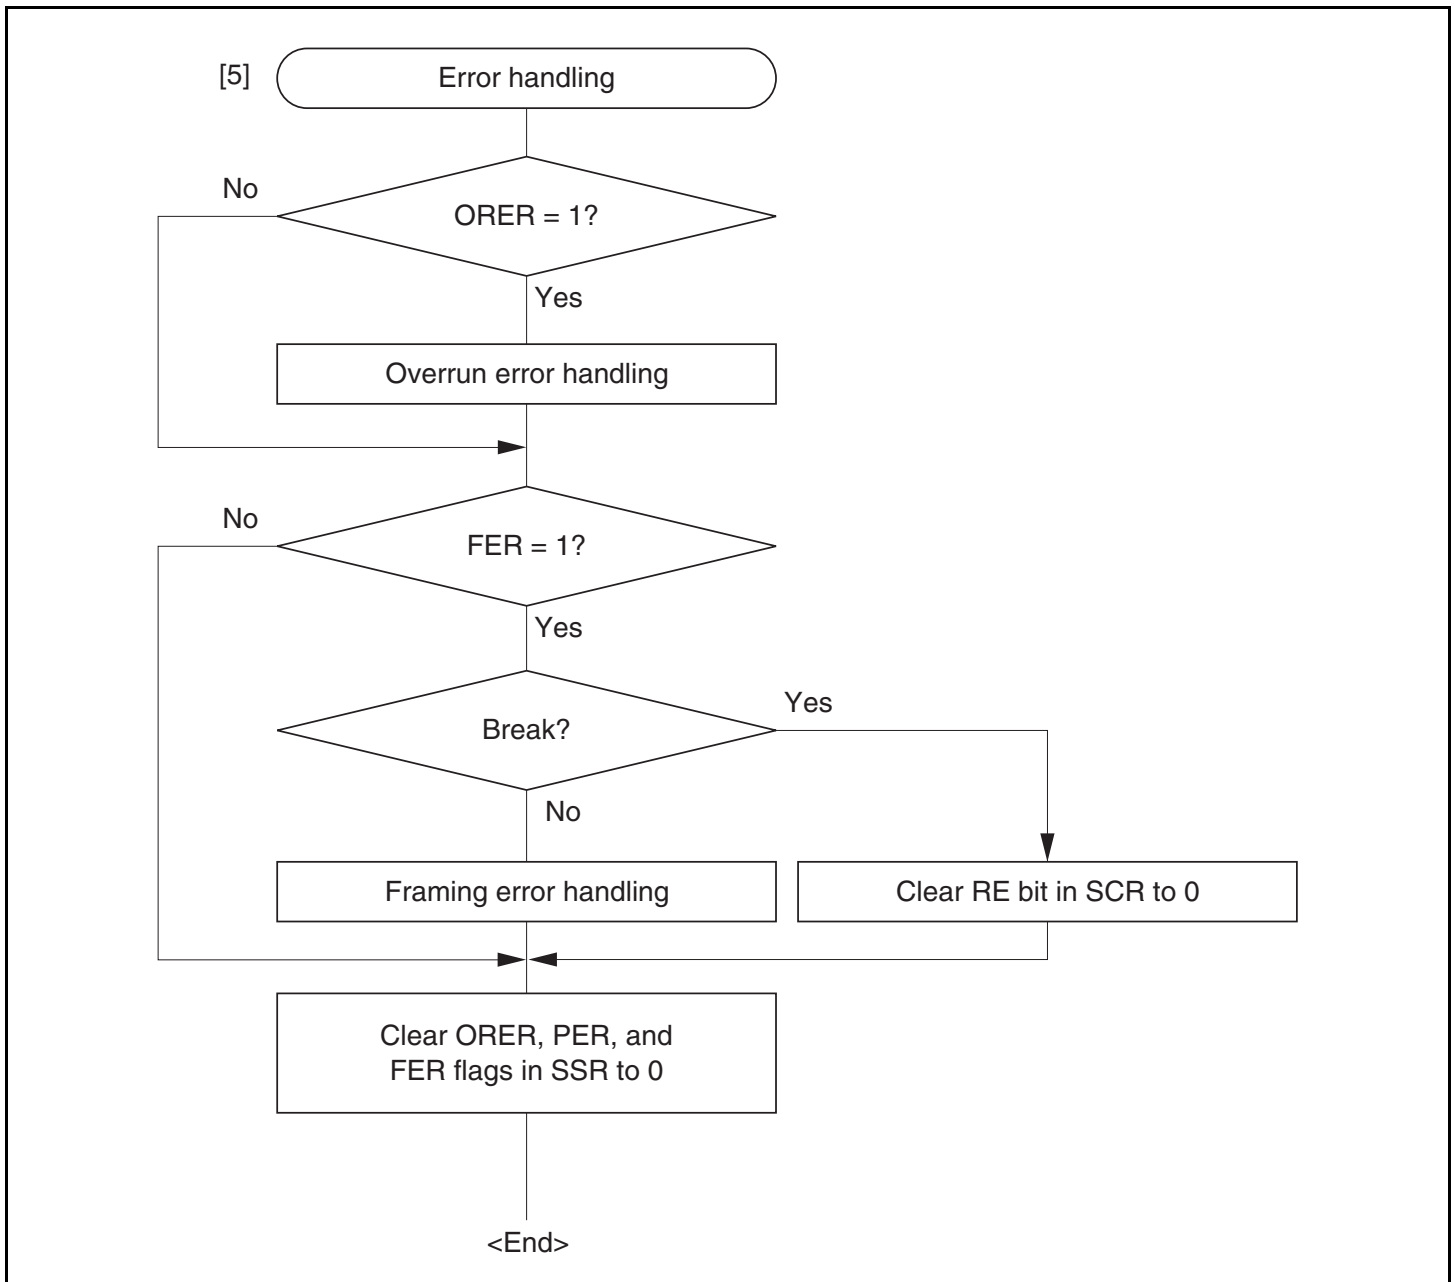 [5] Error handling
No
ORER = 1?
Yes
Overrun error handling
No
FER = 1?
Yes
Yes
Break?
No
Framing error handling
Clear RE bit in SCR to 0
Clear ORER, PER, and
FER flags in SSR to 0
<End>